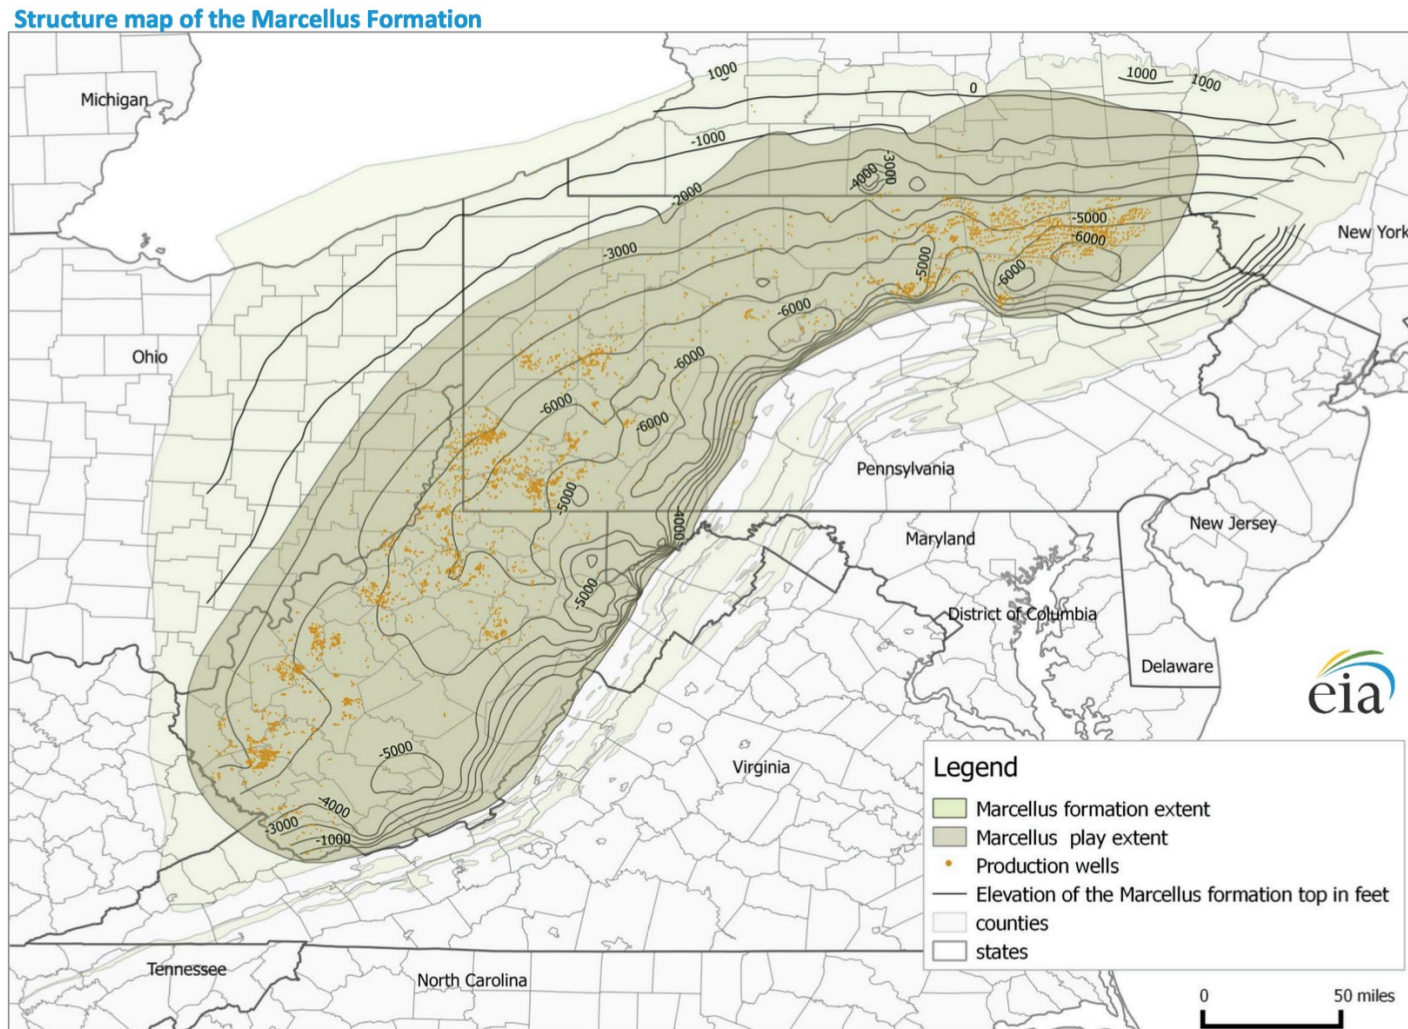 Structure map of the Marcellus Formation
1000
1000
1000
0
Michigan
-1000
-3000
-4000
-2000
-5000
New York
-6000
-3000
-5000
-6000
-6000
Ohio
-6000
-6000
-6000
Pennsylvania
-5000
-4000
New Jersey
Maryland
-5000
District of Columbia
Delaware
eia
-5000
Virginia
-4000
-3000
-1000
Legend
Marcellus formation extent
Marcellus play extent
Production wells
Elevation of the Marcellus formation top in feet
counties
states
Tennessee
North Carolina
0 50 miles